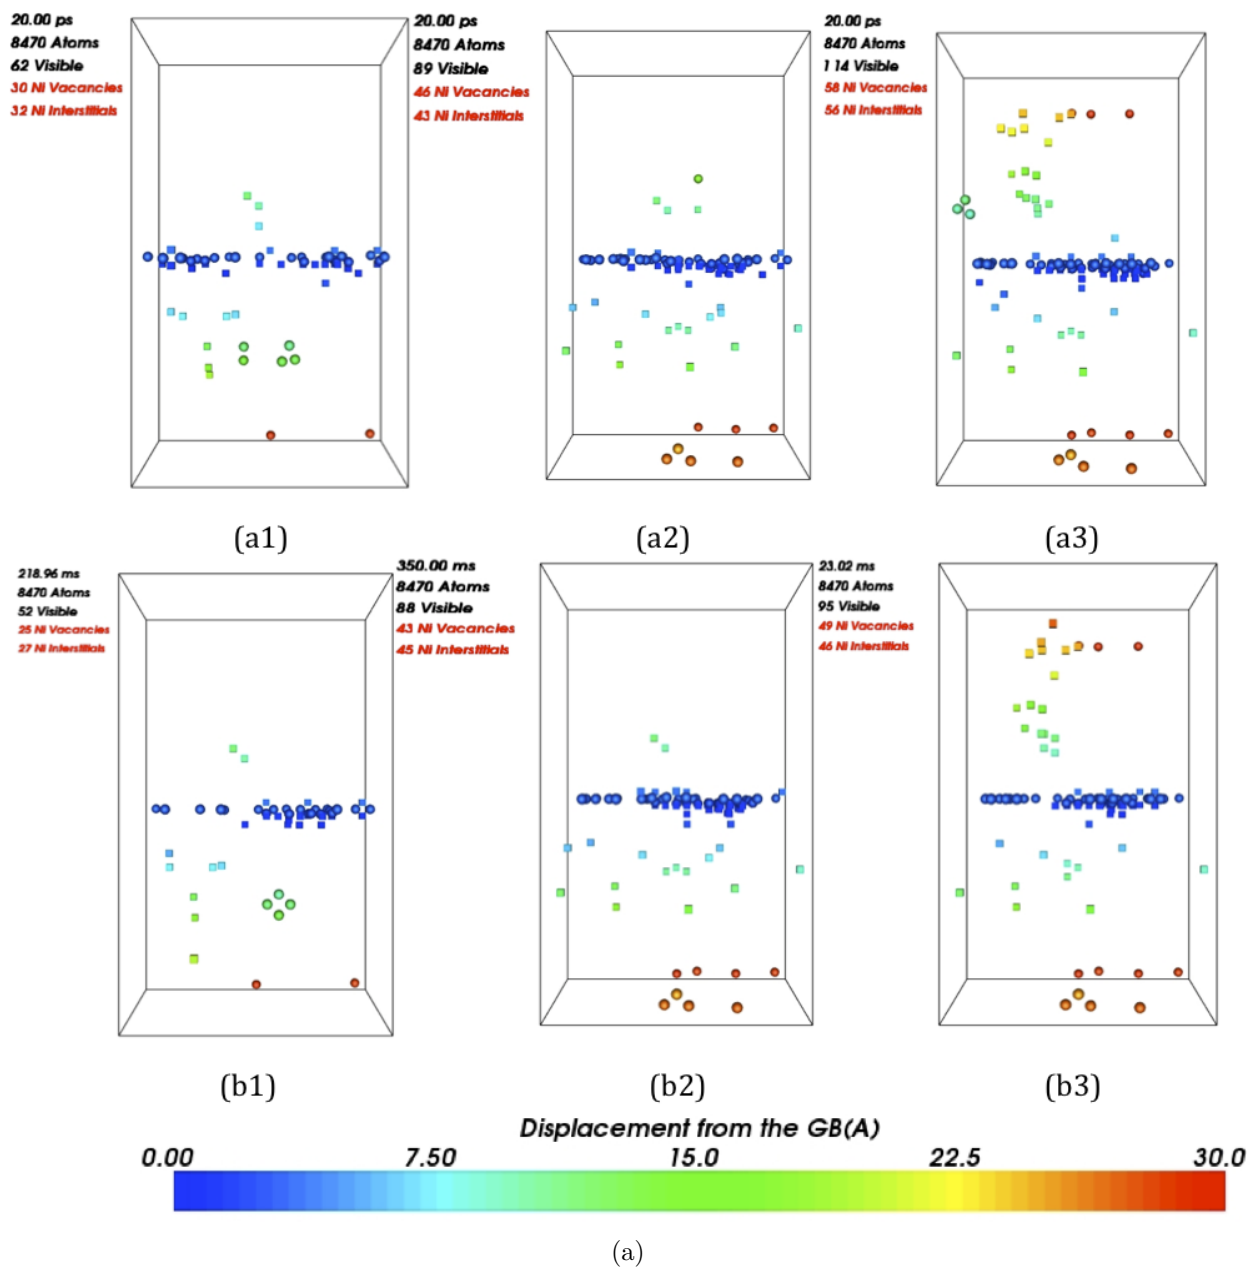 20.00 ps
8470 Atoms
62 Visible
30 Ni Vacancies
32 Ni Interstitials
20.00 ps
8470 Atoms
89 Visible
46 Ni Vacancies
43 Ni Interstitials
20.00 ps
8470 Atoms
114 Visible
58 Ni Vacancies
56 Ni Interstitials
(a1)
(a2)
(a3)
218.96 ms
8470 Atoms
52 Visible
25 Ni Vacancies
27 Ni Interstitials
350.00 ms
8470 Atoms
88 Visible
43 Ni Vacancies
45 Ni Interstitials
23.02 ms
8470 Atoms
95 Visible
49 Ni Vacancies
46 Ni Interstitials
(b1)
(b2)
(b3)
Displacement from the GB(A)
0.00 7.50 15.0 22.5 30.0
(a)